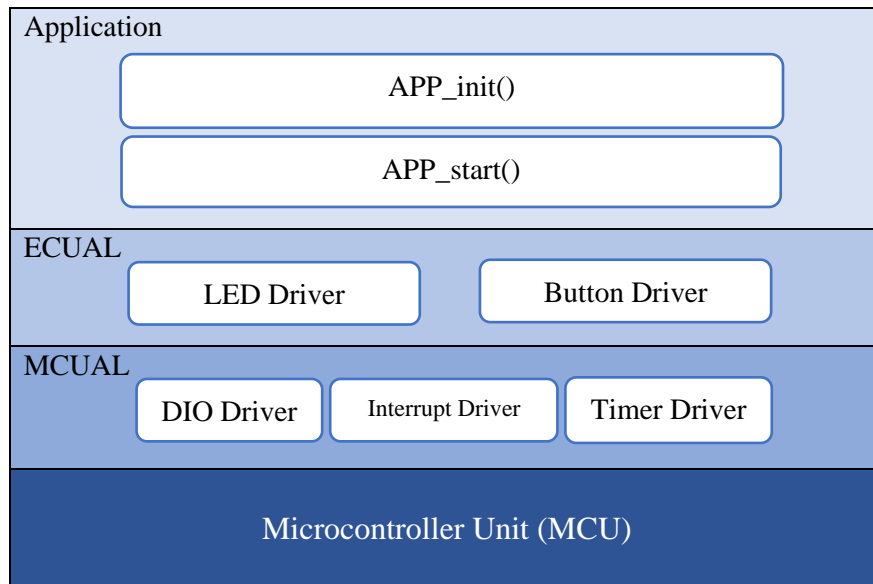 Application
APP_init()
APP_start()
ECUAL
LED Driver
Button Driver
MCUAL
DIO Driver
Interrupt Driver
Timer Driver
Microcontroller Unit (MCU)